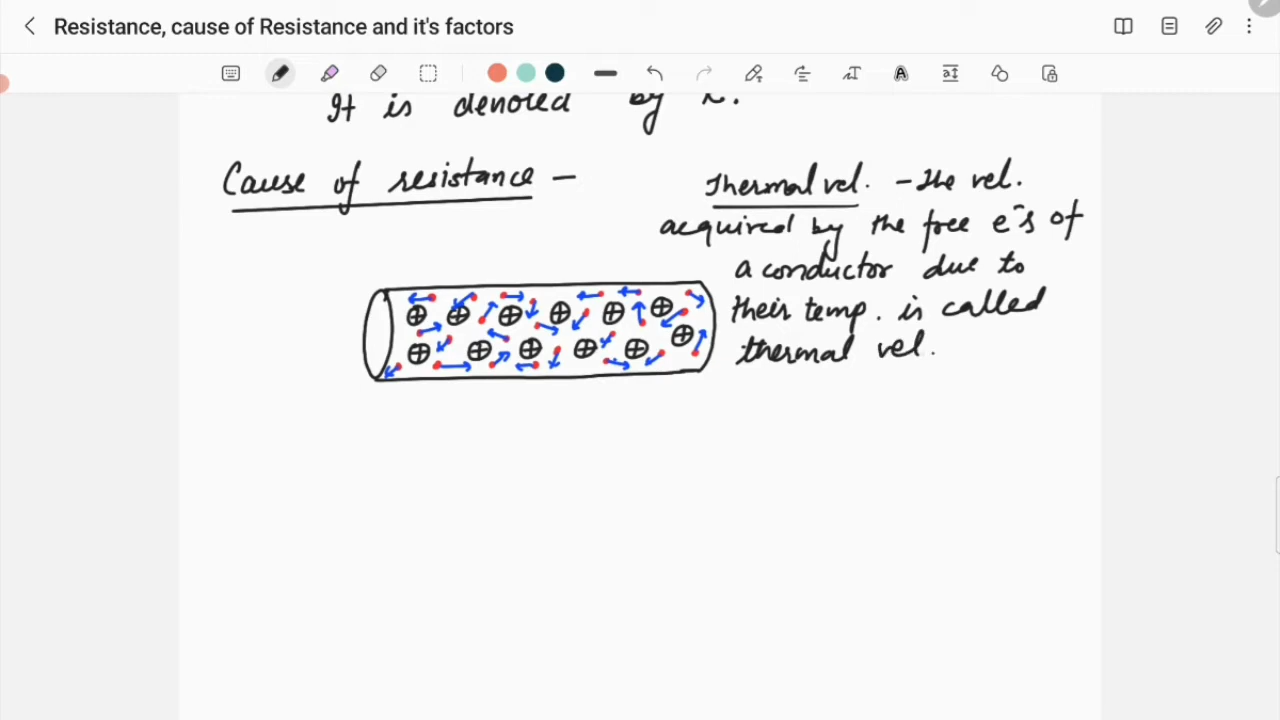 Resistance, cause of Resistance and it's factors
It is denoted by R.
Cause of resistance -
Thermal vel. - The vel.
acquired by the free e⁻s of
a conductor due to
their temp. is called
thermal vel.